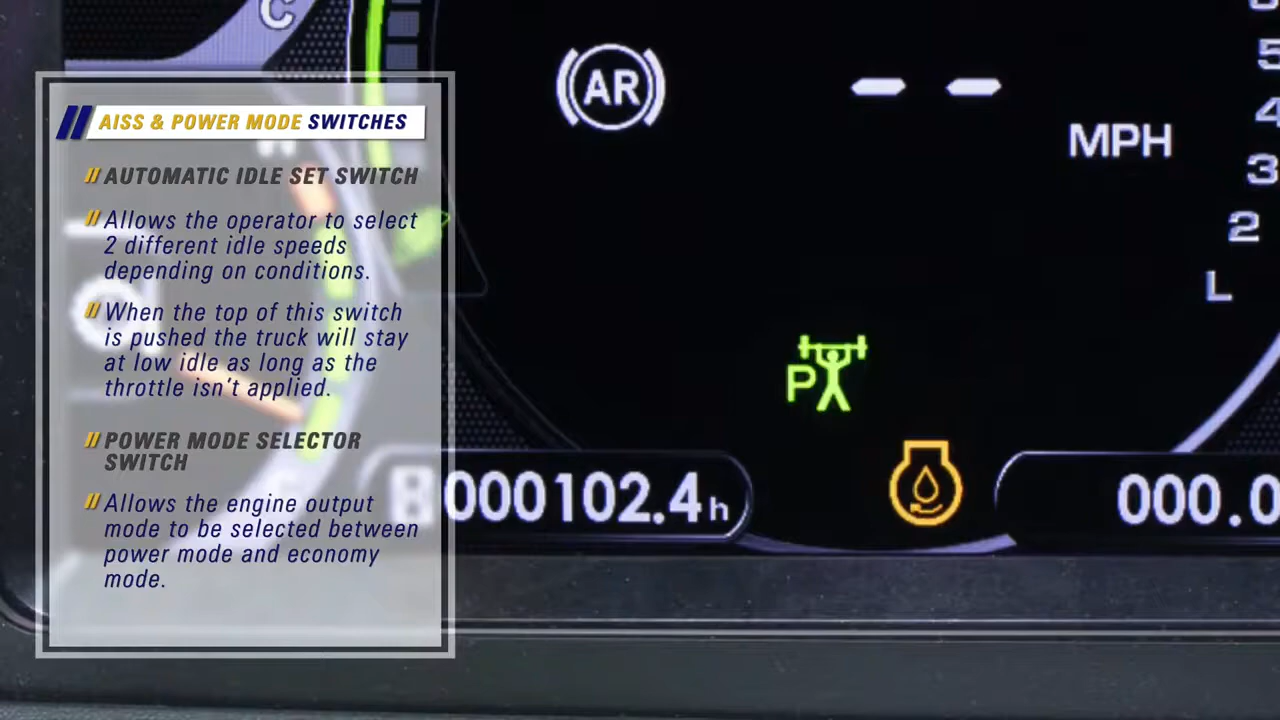 C
AISS & POWER MODE SWITCHES
AUTOMATIC IDLE SET SWITCH
Allows the operator to select
2 different idle speeds
depending on conditions.
When the top of this switch
is pushed the truck will stay
at low idle as long as the
throttle isn't applied.
POWER MODE SELECTOR
SWITCH
Allows the engine output
mode to be selected between
power mode and economy
mode.
AR
- -
MPH
5
4
3
2
L
P
000102.4h
000.0